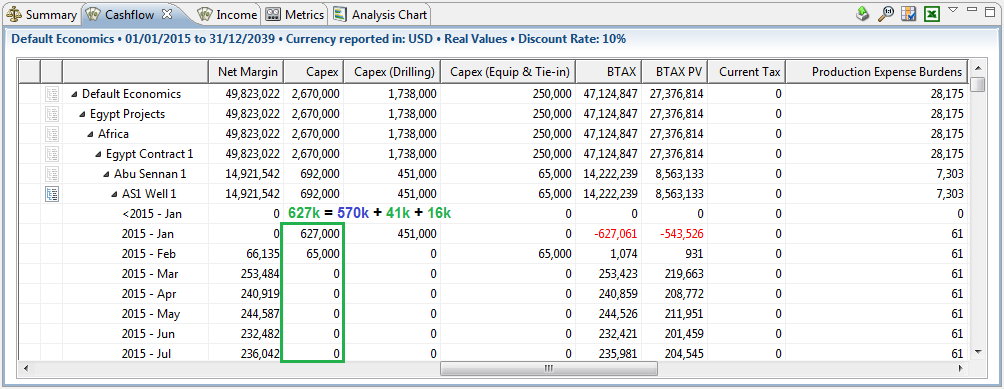 Summary Cashflow Income Metrics Analysis Chart
Default Economics • 01/01/2015 to 31/12/2039 • Currency reported in: USD • Real Values • Discount Rate: 10%
Net Margin Capex Capex (Drilling) Capex (Equip & Tie-in) BTAX BTAX PV Current Tax Production Expense Burdens
Default Economics 49,823,022 2,670,000 1,738,000 250,000 47,124,847 27,376,814 0 28,175
Egypt Projects 49,823,022 2,670,000 1,738,000 250,000 47,124,847 27,376,814 0 28,175
Africa 49,823,022 2,670,000 1,738,000 250,000 47,124,847 27,376,814 0 28,175
Egypt Contract 1 49,823,022 2,670,000 1,738,000 250,000 47,124,847 27,376,814 0 28,175
Abu Sennan 1 14,921,542 692,000 451,000 65,000 14,222,239 8,563,133 0 7,303
AS1 Well 1 14,921,542 692,000 451,000 65,000 14,222,239 8,563,133 0 7,303
<2015 - Jan 0 627k = 570k + 41k + 16k 0 0 0 0 0
2015 - Jan 0 627,000 451,000 0 -627,061 -543,526 0 61
2015 - Feb 66,135 65,000 0 65,000 1,074 931 0 61
2015 - Mar 253,484 0 0 0 253,423 219,663 0 61
2015 - Apr 240,919 0 0 0 240,859 208,772 0 61
2015 - May 244,587 0 0 0 244,526 211,951 0 61
2015 - Jun 232,482 0 0 0 232,421 201,459 0 61
2015 - Jul 236,042 0 0 0 235,981 204,545 0 61